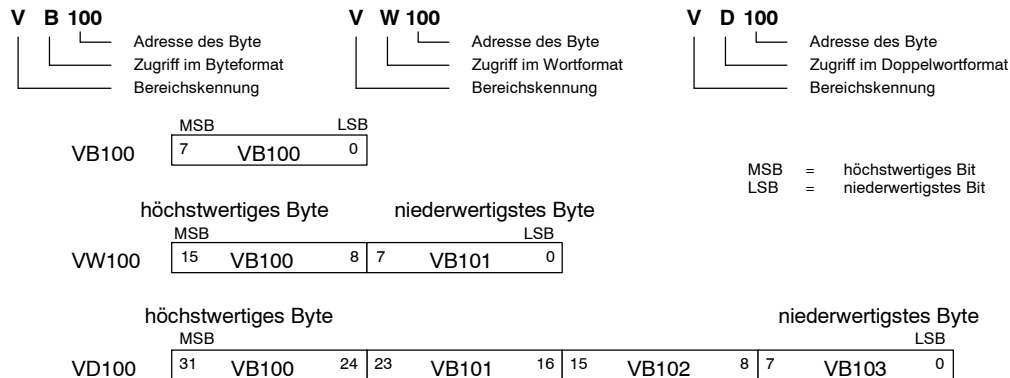 V B 100 V W 100 V D 100
Adresse des Byte Adresse des Byte Adresse des Byte
Zugriff im Byteformat Zugriff im Wortformat Zugriff im Doppelwortformat
Bereichskennung Bereichskennung Bereichskennung
MSB LSB
VB100 7 VB100 0
MSB = höchstwertiges Bit
LSB = niederwertigstes Bit
höchstwertiges Byte niederwertigstes Byte
MSB LSB
VW100 15 VB100 8 7 VB101 0
höchstwertiges Byte niederwertigstes Byte
MSB LSB
VD100 31 VB100 24 23 VB101 16 15 VB102 8 7 VB103 0